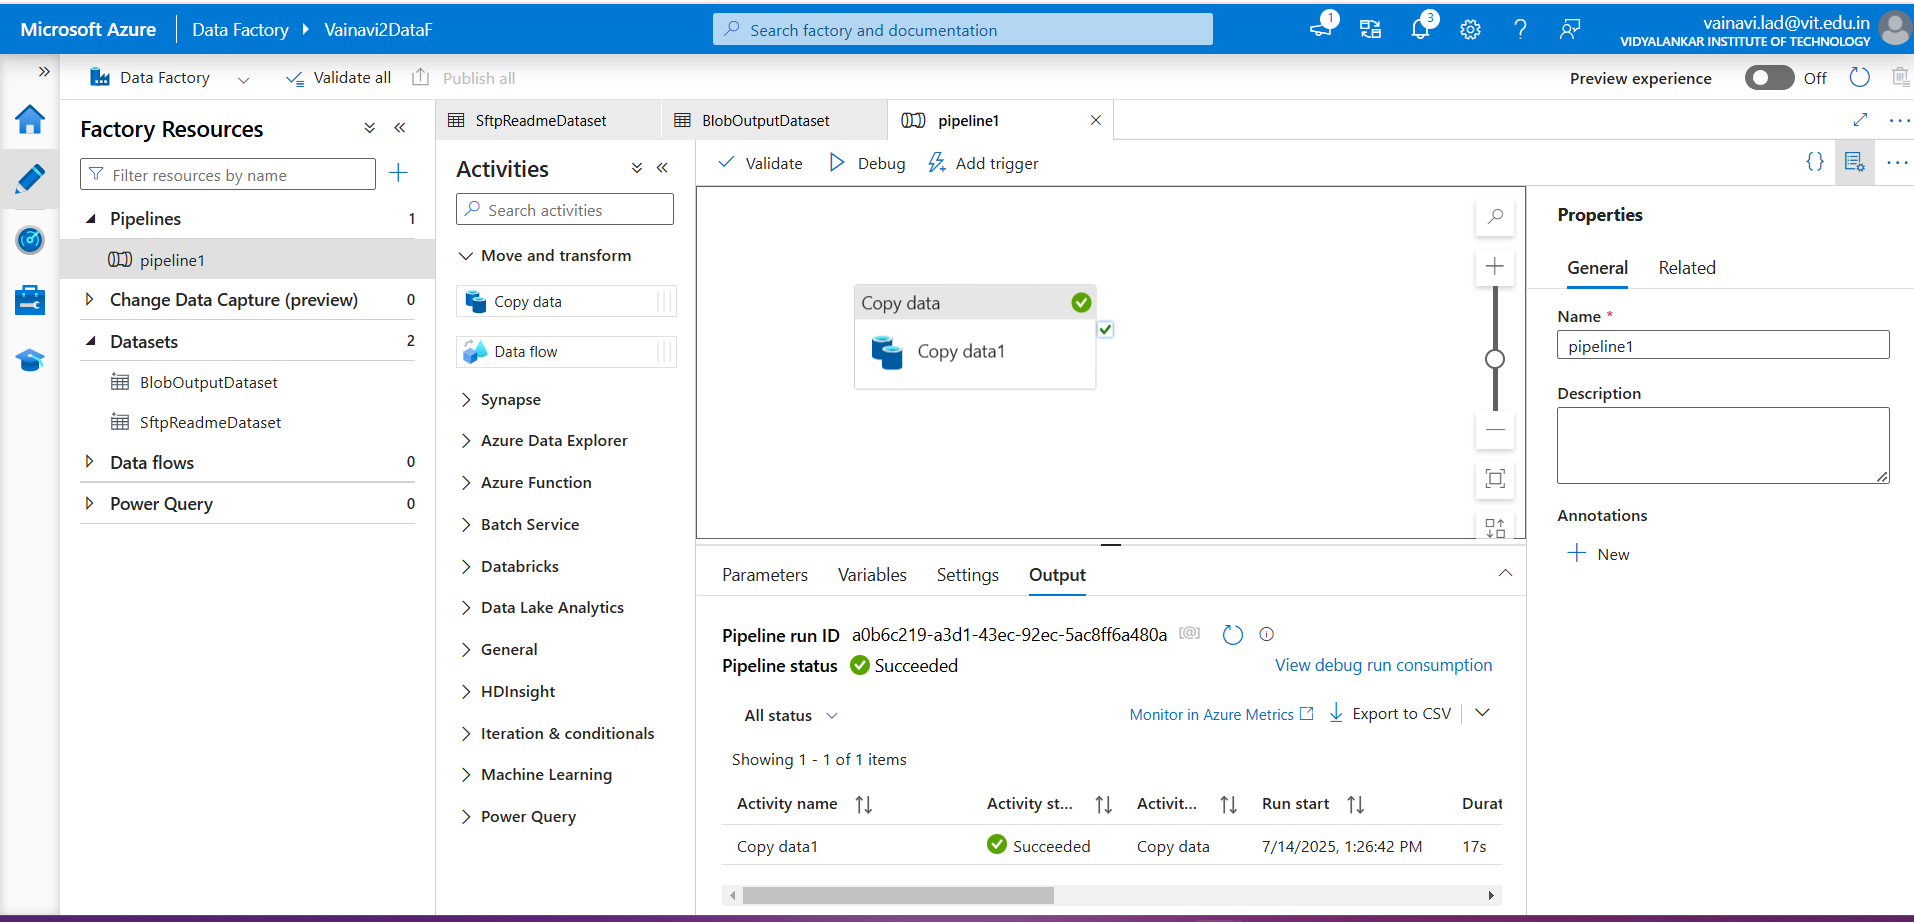 Microsoft Azure
Data Factory
Vainavi2DataF
Search factory and documentation
1
3
vainavi.lad@vit.edu.in
VIDYALANKAR INSTITUTE OF TECHNOLOGY
Data Factory
Validate all
Publish all
Preview experience
Off
Factory Resources
Filter resources by name
Pipelines 1
pipeline1
Change Data Capture (preview) 0
Datasets 2
BlobOutputDataset
SftpReadmeDataset
Data flows 0
Power Query 0
SftpReadmeDataset
BlobOutputDataset
pipeline1
Activities
Search activities
Move and transform
Copy data
Data flow
Synapse
Azure Data Explorer
Azure Function
Batch Service
Databricks
Data Lake Analytics
General
HDInsight
Iteration & conditionals
Machine Learning
Power Query
Validate
Debug
Add trigger
Copy data
Copy data1
Parameters
Variables
Settings
Output
Pipeline run ID a0b6c219-a3d1-43ec-92ec-5ac8ff6a480a
Pipeline status Succeeded
View debug run consumption
All status
Monitor in Azure Metrics
Export to CSV
Showing 1 - 1 of 1 items
Activity name Activity st... Activit... Run start Durat
Copy data1 Succeeded Copy data 7/14/2025, 1:26:42 PM 17s
Properties
General
Related
Name *
pipeline1
Description
Annotations
New